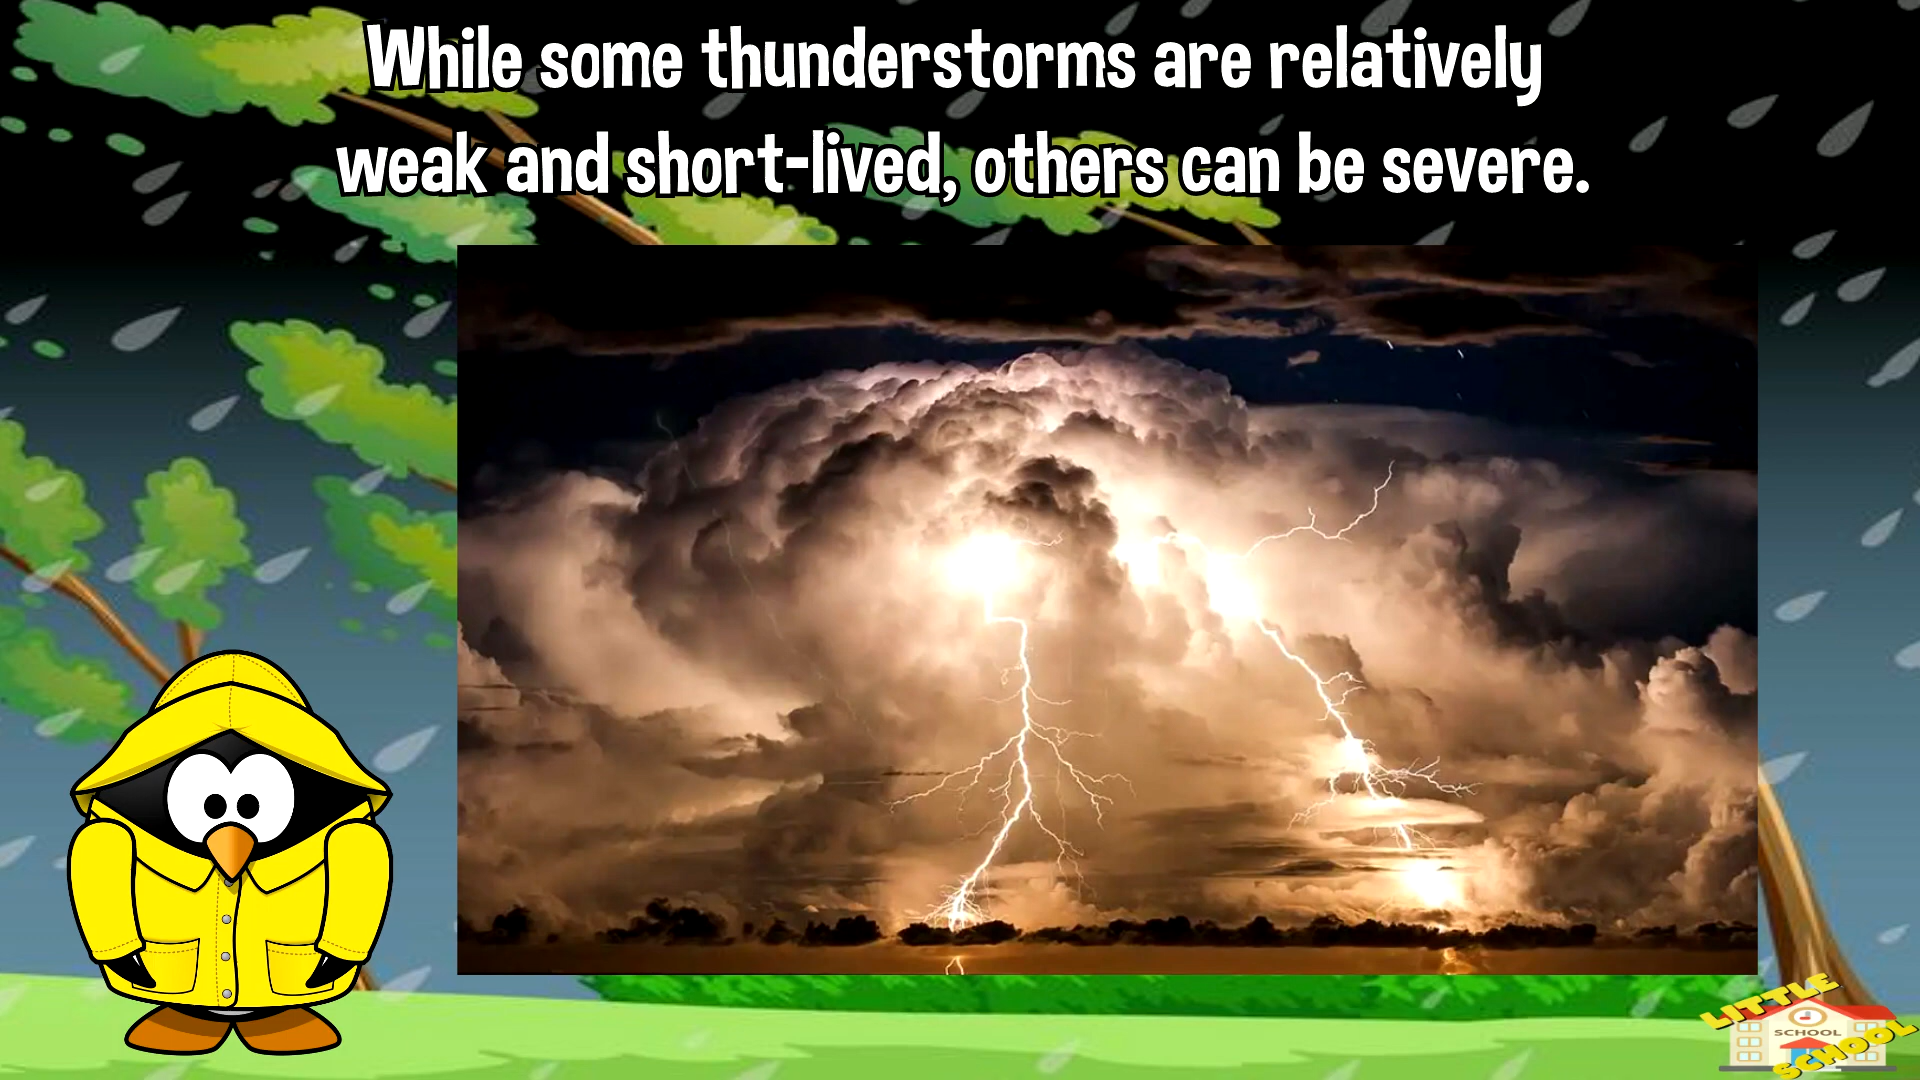 While some thunderstorms are relatively
weak and short-lived, others can be severe.
LITTLE
SCHOOL
SCHOOL